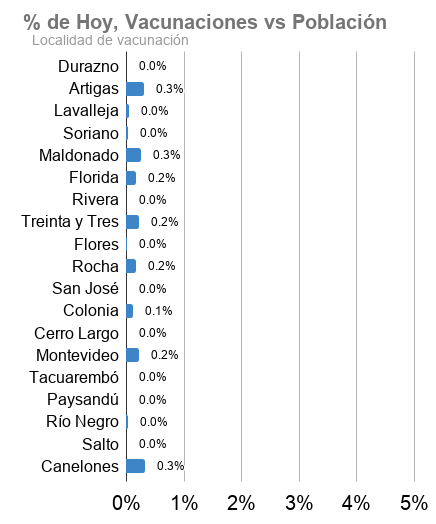 % de Hoy, Vacunaciones vs Población
Localidad de vacunación
Durazno 0.0%
Artigas 0.3%
Lavalleja 0.0%
Soriano 0.0%
Maldonado 0.3%
Florida 0.2%
Rivera 0.0%
Treinta y Tres 0.2%
Flores 0.0%
Rocha 0.2%
San José 0.0%
Colonia 0.1%
Cerro Largo 0.0%
Montevideo 0.2%
Tacuarembó 0.0%
Paysandú 0.0%
Río Negro 0.0%
Salto 0.0%
Canelones 0.3%
0% 1% 2% 3% 4% 5%